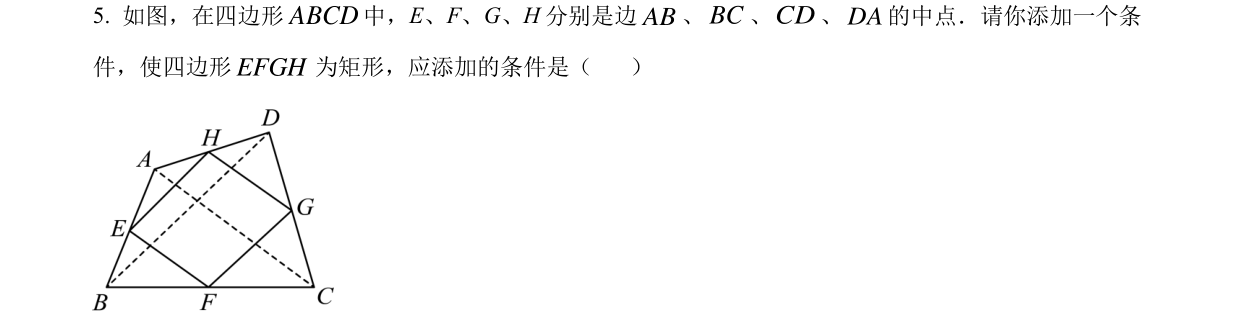 5. 如图，在四边形 ABCD 中，E、F、G、H 分别是边 AB 、 BC 、 CD 、 DA 的中点．请你添加一个条
件，使四边形 EFGH 为矩形，应添加的条件是（　　）
D
H
A
G
E
B
F
C